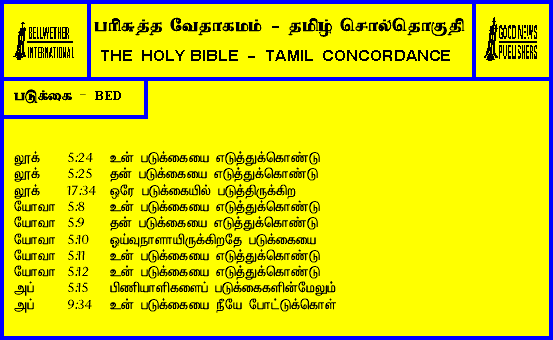 BELLWETHER
INTERNATIONAL
பரிசுத்த வேதாகமம் - தமிழ் சொல்தொகுதி
THE HOLY BIBLE - TAMIL CONCORDANCE
GOOD NEWS
PUBLISHERS
படுக்கை - BED
லூக் 5:24 உன் படுக்கையை எடுத்துக்கொண்டு
லூக் 5:25 தன் படுக்கையை எடுத்துக்கொண்டு
லூக் 17:34 ஒரே படுக்கையில் படுத்திருக்கிற
யோவா 5:8 உன் படுக்கையை எடுத்துக்கொண்டு
யோவா 5:9 தன் படுக்கையை எடுத்துக்கொண்டு
யோவா 5:10 ஓய்வுநாளாயிருக்கிறதே படுக்கையை
யோவா 5:11 உன் படுக்கையை எடுத்துக்கொண்டு
யோவா 5:12 உன் படுக்கையை எடுத்துக்கொண்டு
அப் 5:15 பிணியாளிகளைப் படுக்கைகளின்மேலும்
அப் 9:34 உன் படுக்கையை நீயே போட்டுக்கொள்